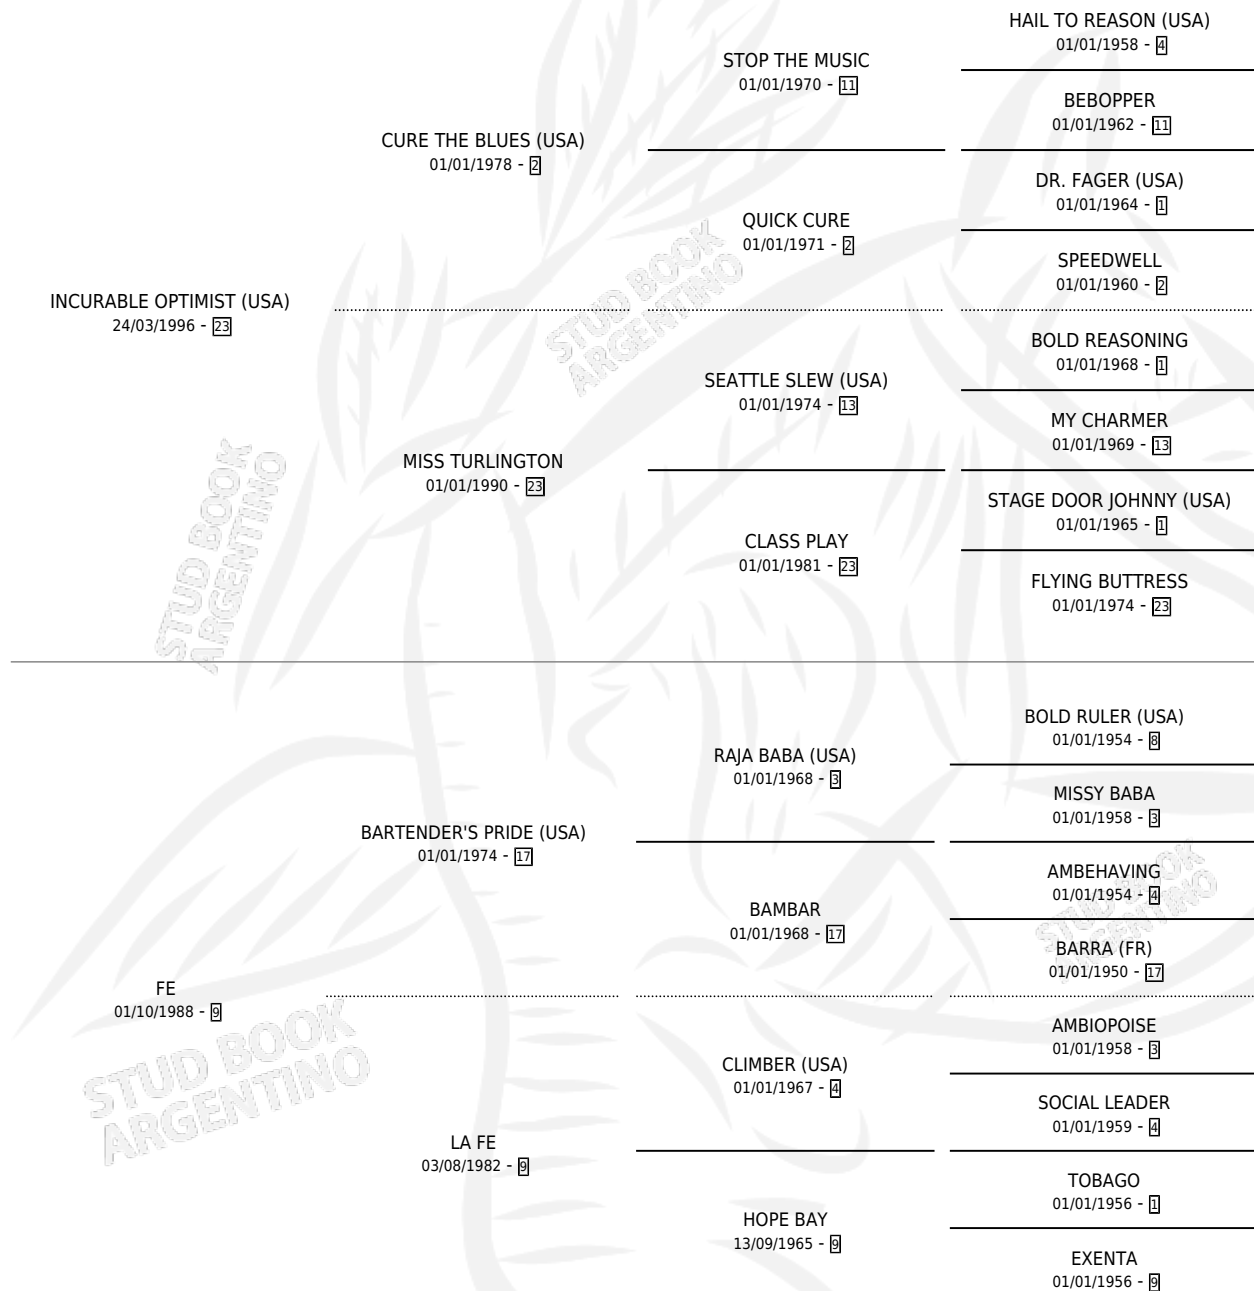 HAIL TO REASON (USA)
01/01/1958 - 4
STOP THE MUSIC
01/01/1970 - 11
BEBOPPER
01/01/1962 - 11
CURE THE BLUES (USA)
01/01/1978 - 2
DR. FAGER (USA)
01/01/1964 - 1
QUICK CURE
01/01/1971 - 2
SPEEDWELL
01/01/1960 - 2
INCURABLE OPTIMIST (USA)
24/03/1996 - 23
BOLD REASONING
01/01/1968 - 1
SEATTLE SLEW (USA)
01/01/1974 - 13
MY CHARMER
01/01/1969 - 13
MISS TURLINGTON
01/01/1990 - 23
STAGE DOOR JOHNNY (USA)
01/01/1965 - 1
CLASS PLAY
01/01/1981 - 23
FLYING BUTTRESS
01/01/1974 - 23
BOLD RULER (USA)
01/01/1954 - 8
RAJA BABA (USA)
01/01/1968 - 3
MISSY BABA
01/01/1958 - 3
BARTENDER'S PRIDE (USA)
01/01/1974 - 17
AMBEHAVING
01/01/1954 - 4
BAMBAR
01/01/1968 - 17
BARRA (FR)
01/01/1950 - 17
FE
01/10/1988 - 9
AMBIOPOISE
01/01/1958 - 3
CLIMBER (USA)
01/01/1967 - 4
SOCIAL LEADER
01/01/1959 - 4
LA FE
03/08/1982 - 9
TOBAGO
01/01/1956 - 1
HOPE BAY
13/09/1965 - 9
EXENTA
01/01/1956 - 9
STUD BOOK
ARGENTINO
STUD BOOK
ARGENTINO
STUD BOOK
ARGENTINO
STUD BOOK
ARGENTINO